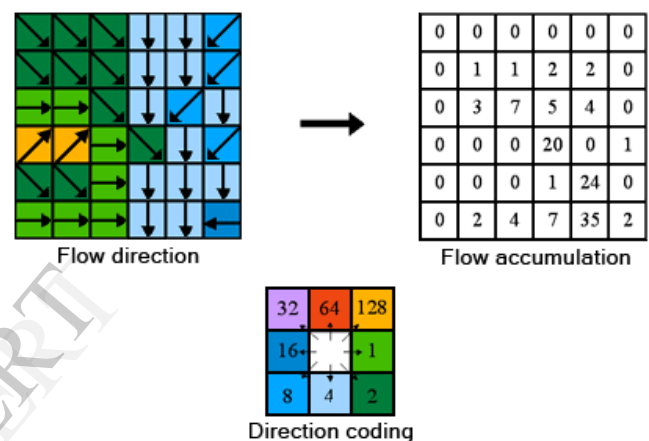 0 0 0 0 0 0
0 1 1 2 2 0
0 3 7 5 4 0
0 0 0 20 0 1
0 0 0 1 24 0
0 2 4 7 35 2
Flow direction
Flow accumulation
32 64 128
16 1
8 4 2
Direction coding
ERT